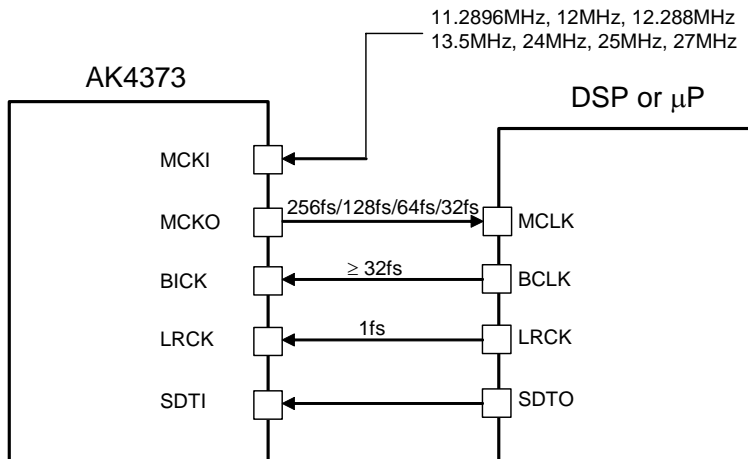 11.2896MHz, 12MHz, 12.288MHz
13.5MHz, 24MHz, 25MHz, 27MHz
AK4373
DSP or μP
MCKI
MCKO
256fs/128fs/64fs/32fs
MCLK
BICK
≥ 32fs
BCLK
LRCK
1fs
LRCK
SDTI
SDTO